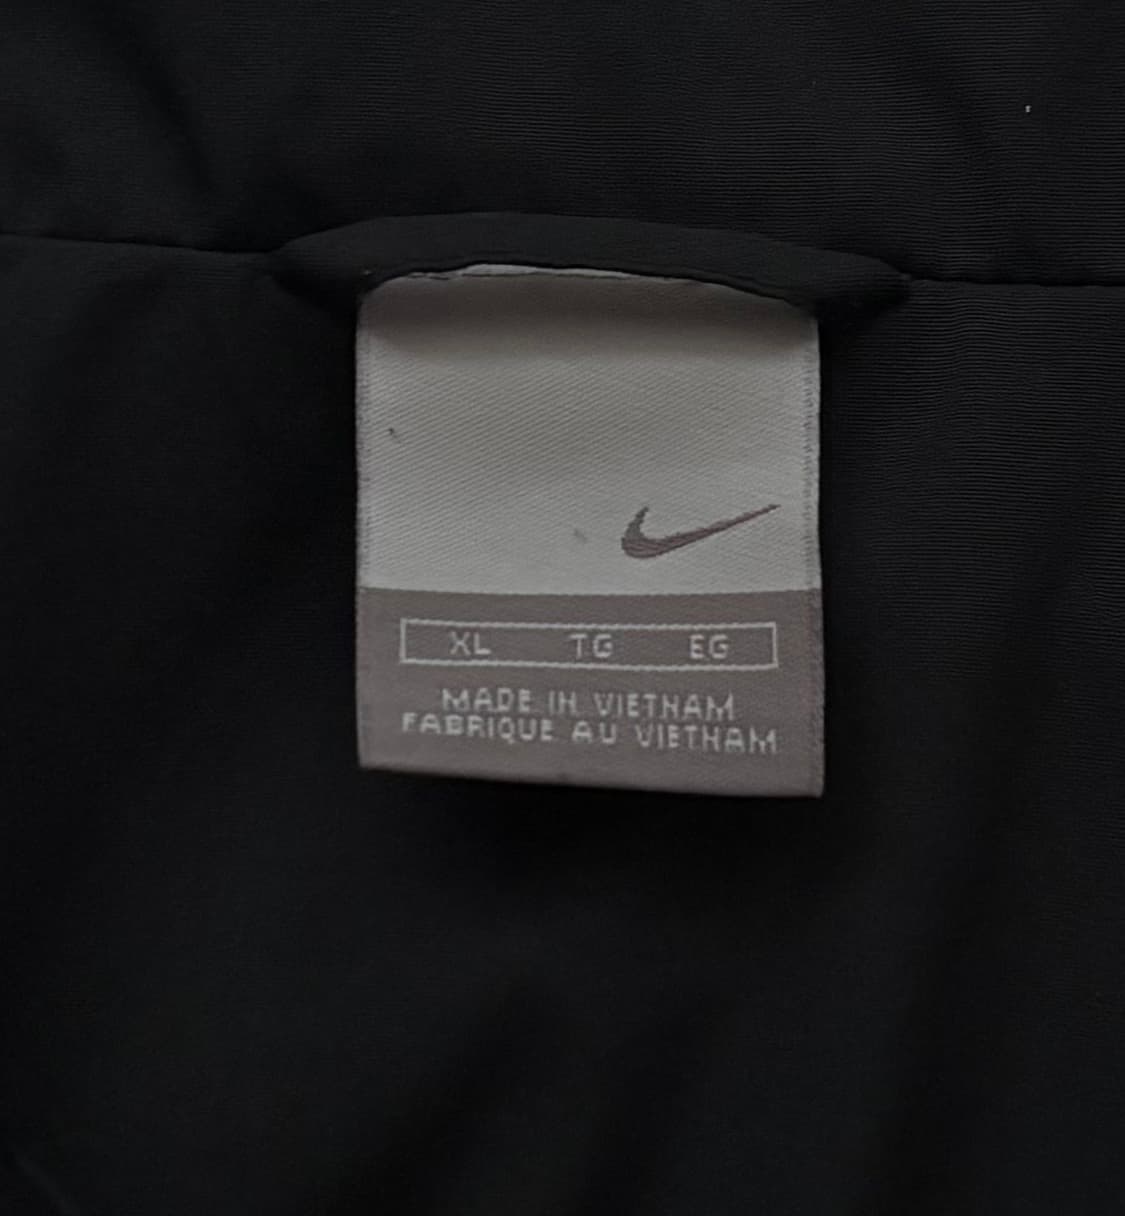 XL TG EG
MADE IN VIETNAM
FABRIQUE AU VIETNAM